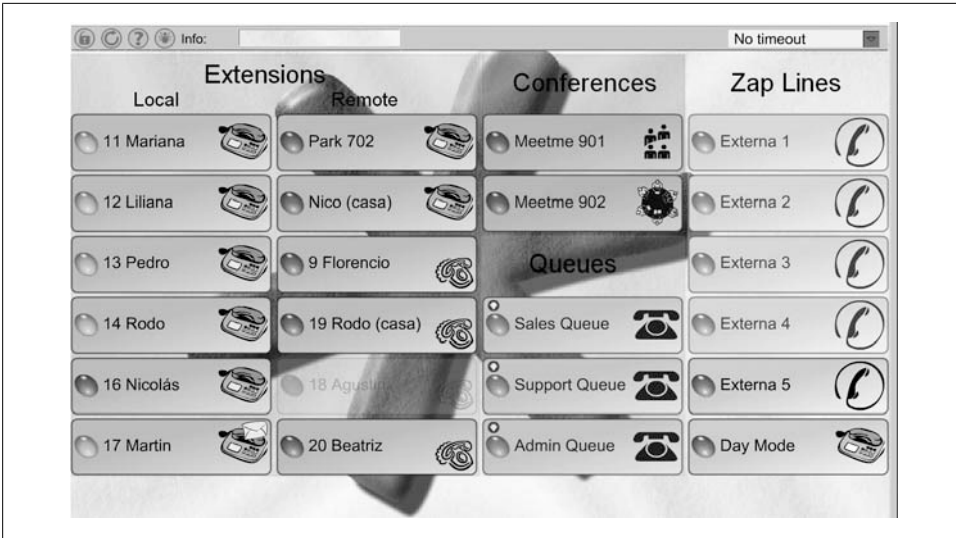 Info:
No timeout
Extensions
Conferences
Zap Lines
Local
Remote
11 Mariana
Park 702
Meetme 901
Externa 1
12 Liliana
Nico (casa)
Meetme 902
Externa 2
13 Pedro
9 Florencio
Queues
Externa 3
14 Rodo
19 Rodo (casa)
Sales Queue
Externa 4
16 Nicolás
18 Agustin
Support Queue
Externa 5
17 Martin
20 Beatriz
Admin Queue
Day Mode